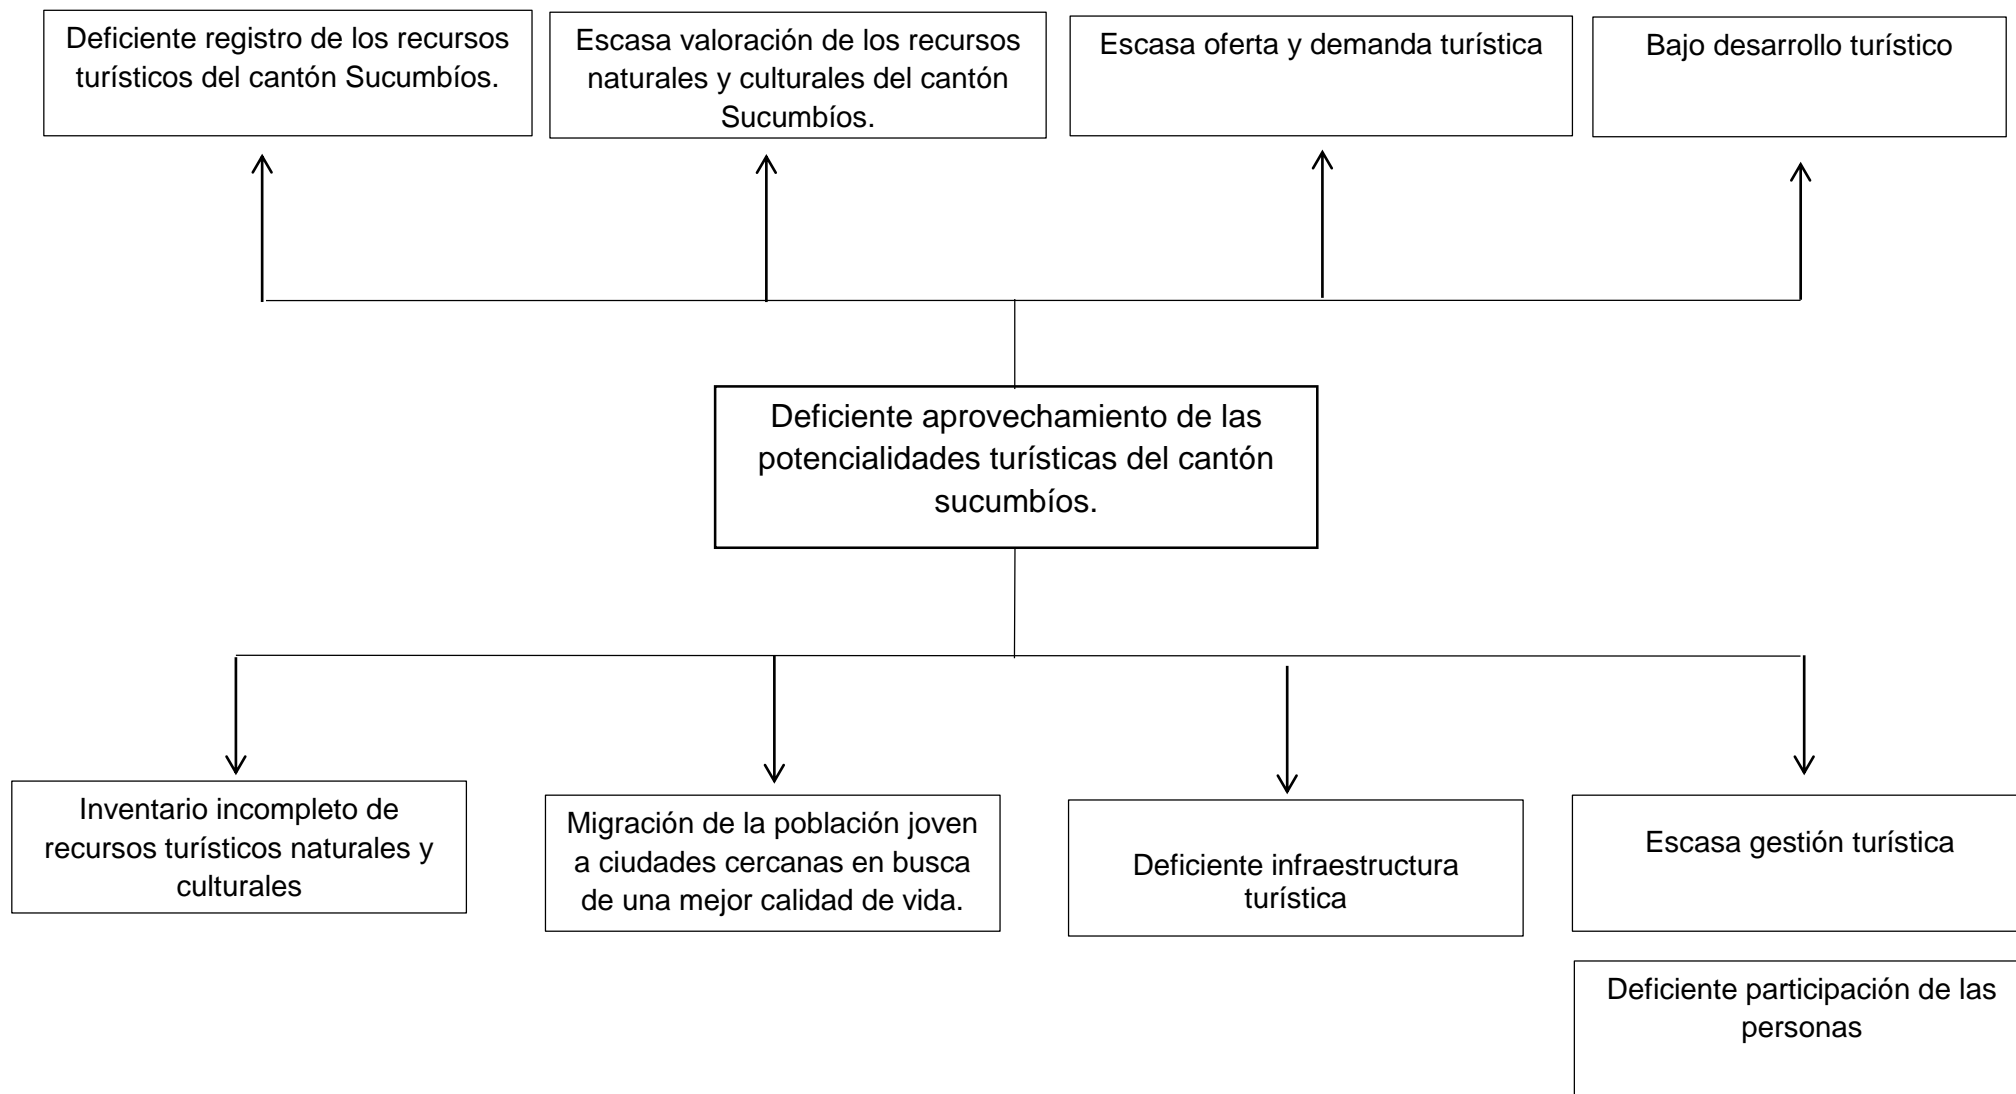 Deficiente registro de los recursos
turísticos del cantón Sucumbíos.
Escasa valoración de los recursos
naturales y culturales del cantón
Sucumbíos.
Escasa oferta y demanda turística
Bajo desarrollo turístico
Deficiente aprovechamiento de las
potencialidades turísticas del cantón
sucumbíos.
Inventario incompleto de
recursos turísticos naturales y
culturales
Migración de la población joven
a ciudades cercanas en busca
de una mejor calidad de vida.
Deficiente infraestructura
turística
Escasa gestión turística
Deficiente participación de las
personas